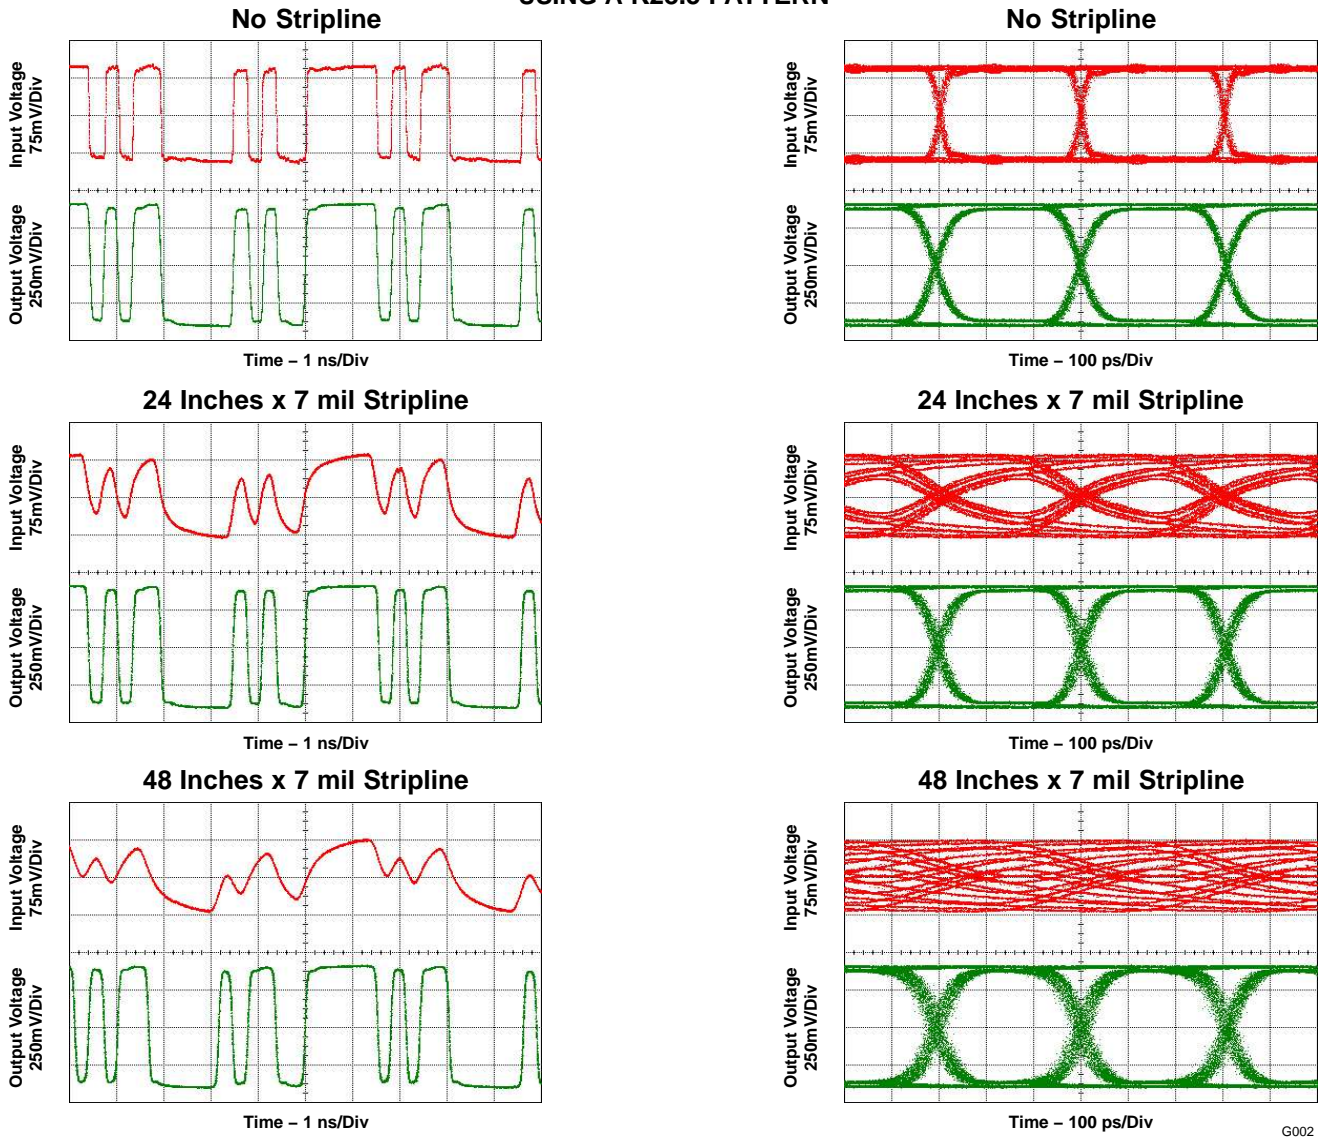 No Stripline
No Stripline
Input Voltage
75mV/Div
Output Voltage
250mV/Div
Time – 1 ns/Div
Input Voltage
75mV/Div
Output Voltage
250mV/Div
Time – 100 ps/Div
24 Inches x 7 mil Stripline
24 Inches x 7 mil Stripline
Input Voltage
75mV/Div
Output Voltage
250mV/Div
Time – 1 ns/Div
Input Voltage
75mV/Div
Output Voltage
250mV/Div
Time – 100 ps/Div
48 Inches x 7 mil Stripline
48 Inches x 7 mil Stripline
Input Voltage
75mV/Div
Output Voltage
250mV/Div
Time – 1 ns/Div
Input Voltage
75mV/Div
Output Voltage
250mV/Div
Time – 100 ps/Div
G002